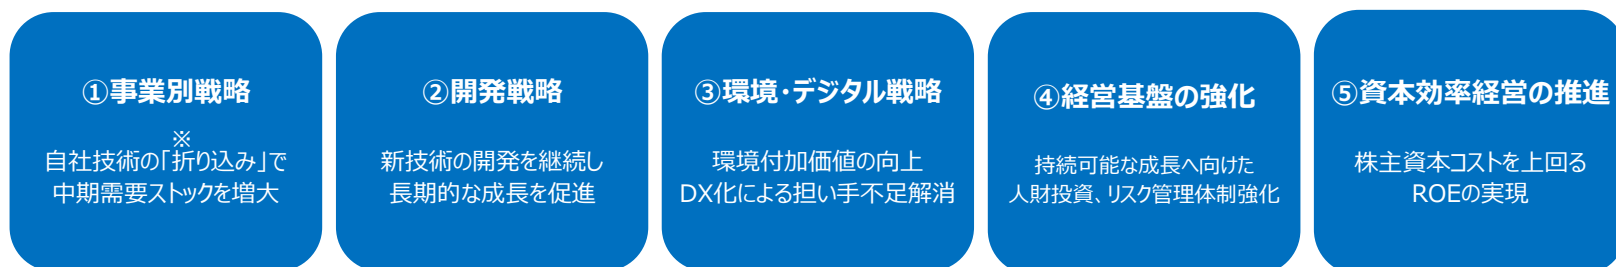 ①事業別戦略
※
自社技術の「折り込み」で
中期需要ストックを増大
②開発戦略
新技術の開発を継続し
長期的な成長を促進
③環境・デジタル戦略
環境付加価値の向上
DX化による担い手不足解消
④経営基盤の強化
持続可能な成長へ向けた
人財投資、リスク管理体制強化
⑤資本効率経営の推進
株主資本コストを上回る
ROEの実現